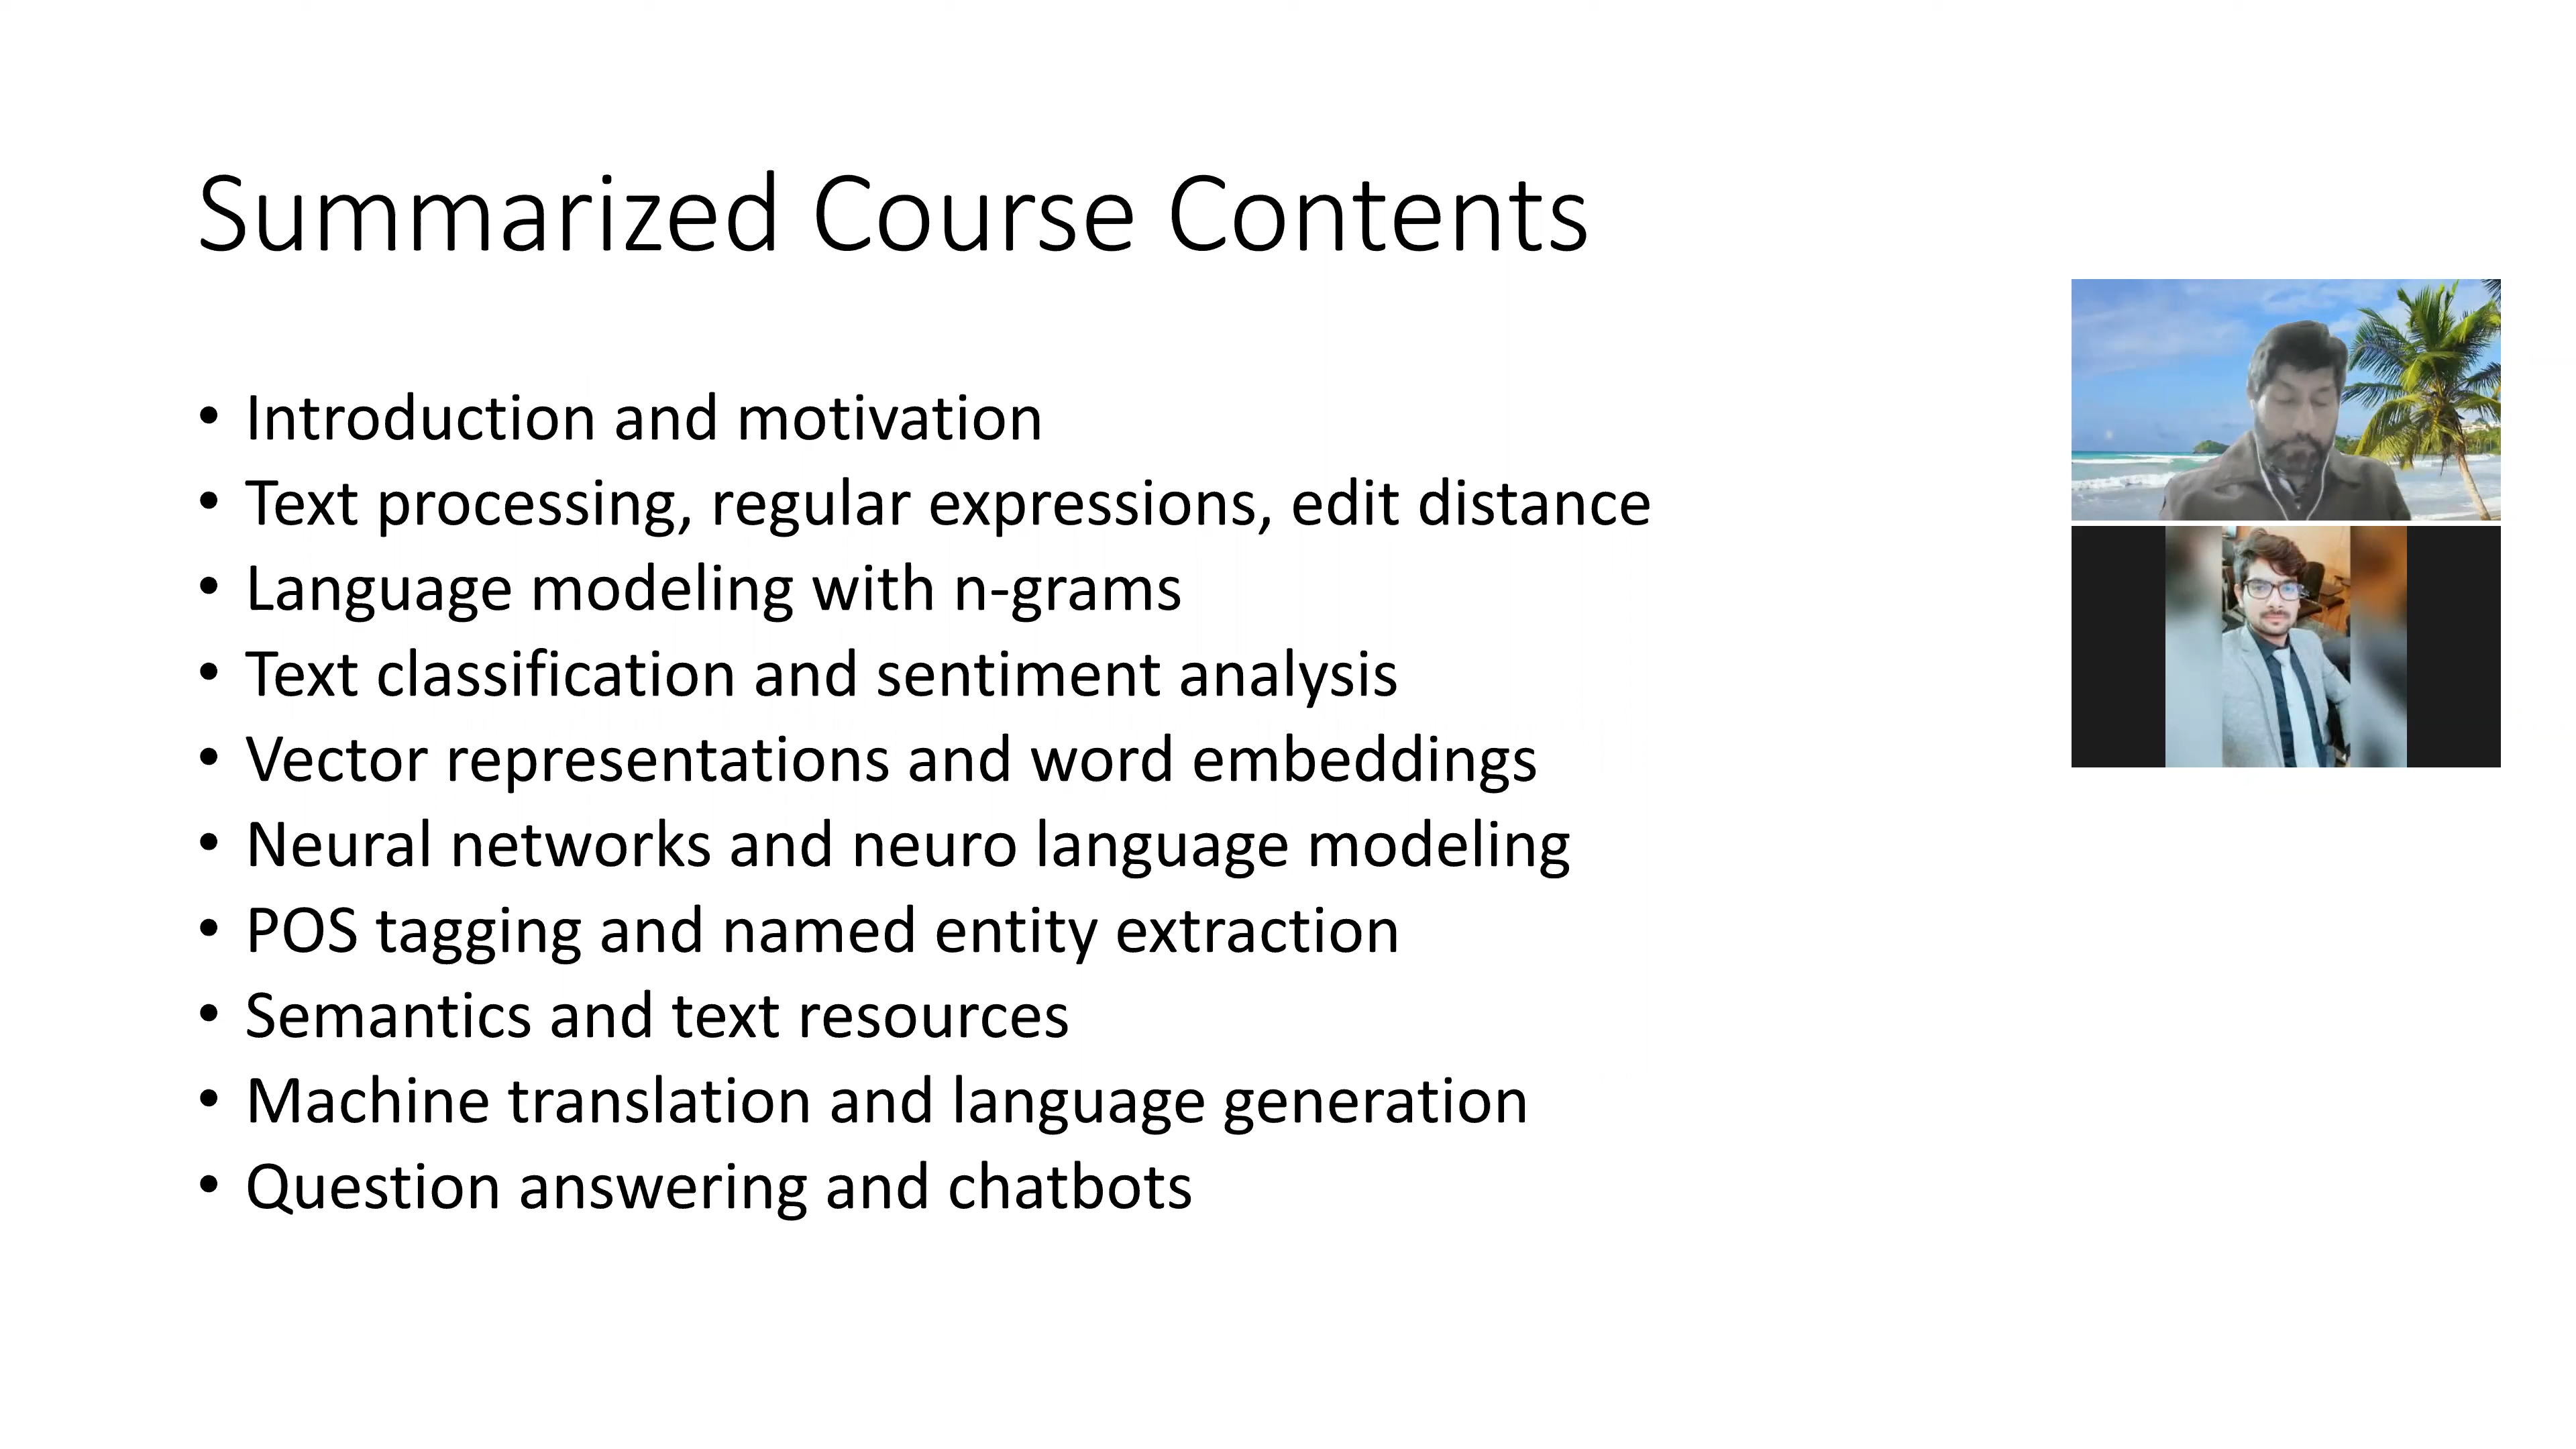 Summarized Course Contents
• Introduction and motivation
• Text processing, regular expressions, edit distance
• Language modeling with n-grams
• Text classification and sentiment analysis
• Vector representations and word embeddings
• Neural networks and neuro language modeling
• POS tagging and named entity extraction
• Semantics and text resources
• Machine translation and language generation
• Question answering and chatbots